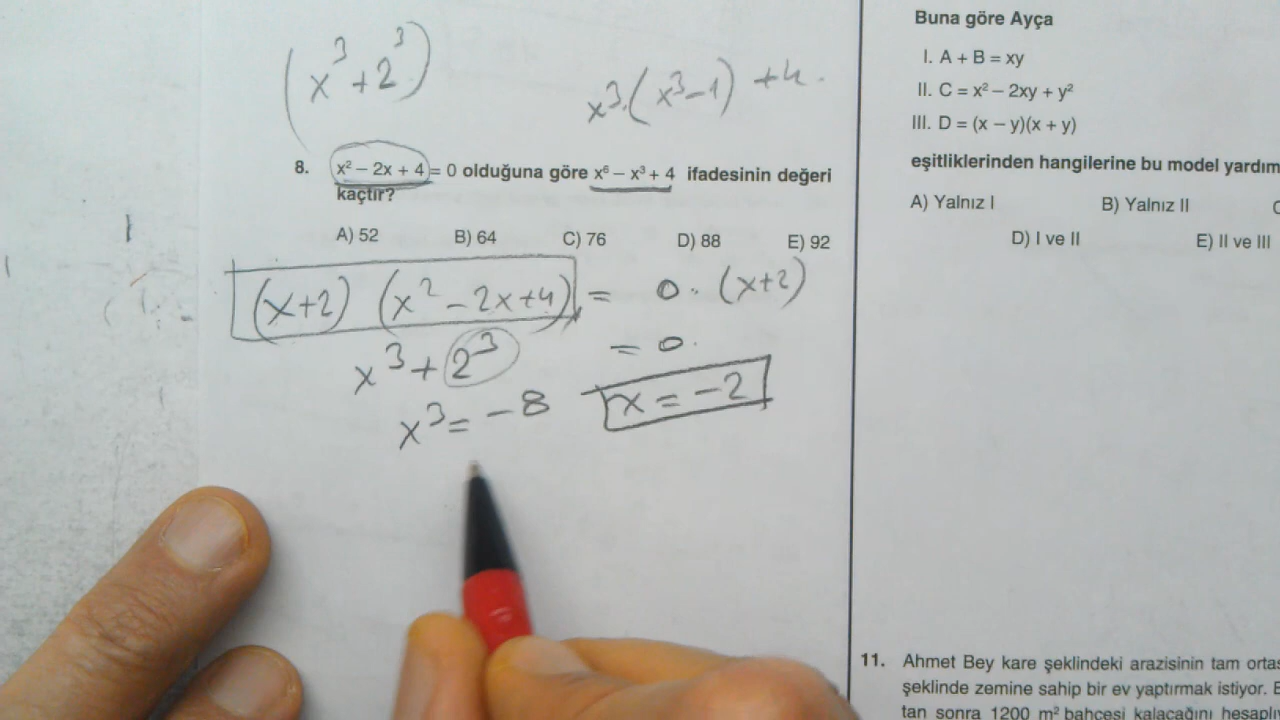 (x³ + 2³)
x³.(x³-1) +4.
8. x² – 2x + 4 = 0 olduğuna göre x⁶ – x³ + 4 ifadesinin değeri
kaçtır?
A) 52 B) 64 C) 76 D) 88 E) 92
(x+2) (x² - 2x+4) = 0. (x+2)
x³ + 2³ = 0.
x³ = -8 x = -2
Buna göre Ayça
I. A + B = xy
II. C = x² – 2xy + y²
III. D = (x – y)(x + y)
eşitliklerinden hangilerine bu model yardım
A) Yalnız I B) Yalnız II
D) I ve II E) II ve III
11. Ahmet Bey kare şeklindeki arazisinin tam
şeklinde zemine sahip bir ev yaptırmak istiyor.
tan sonra 1200 m² bahçesi kalacağını